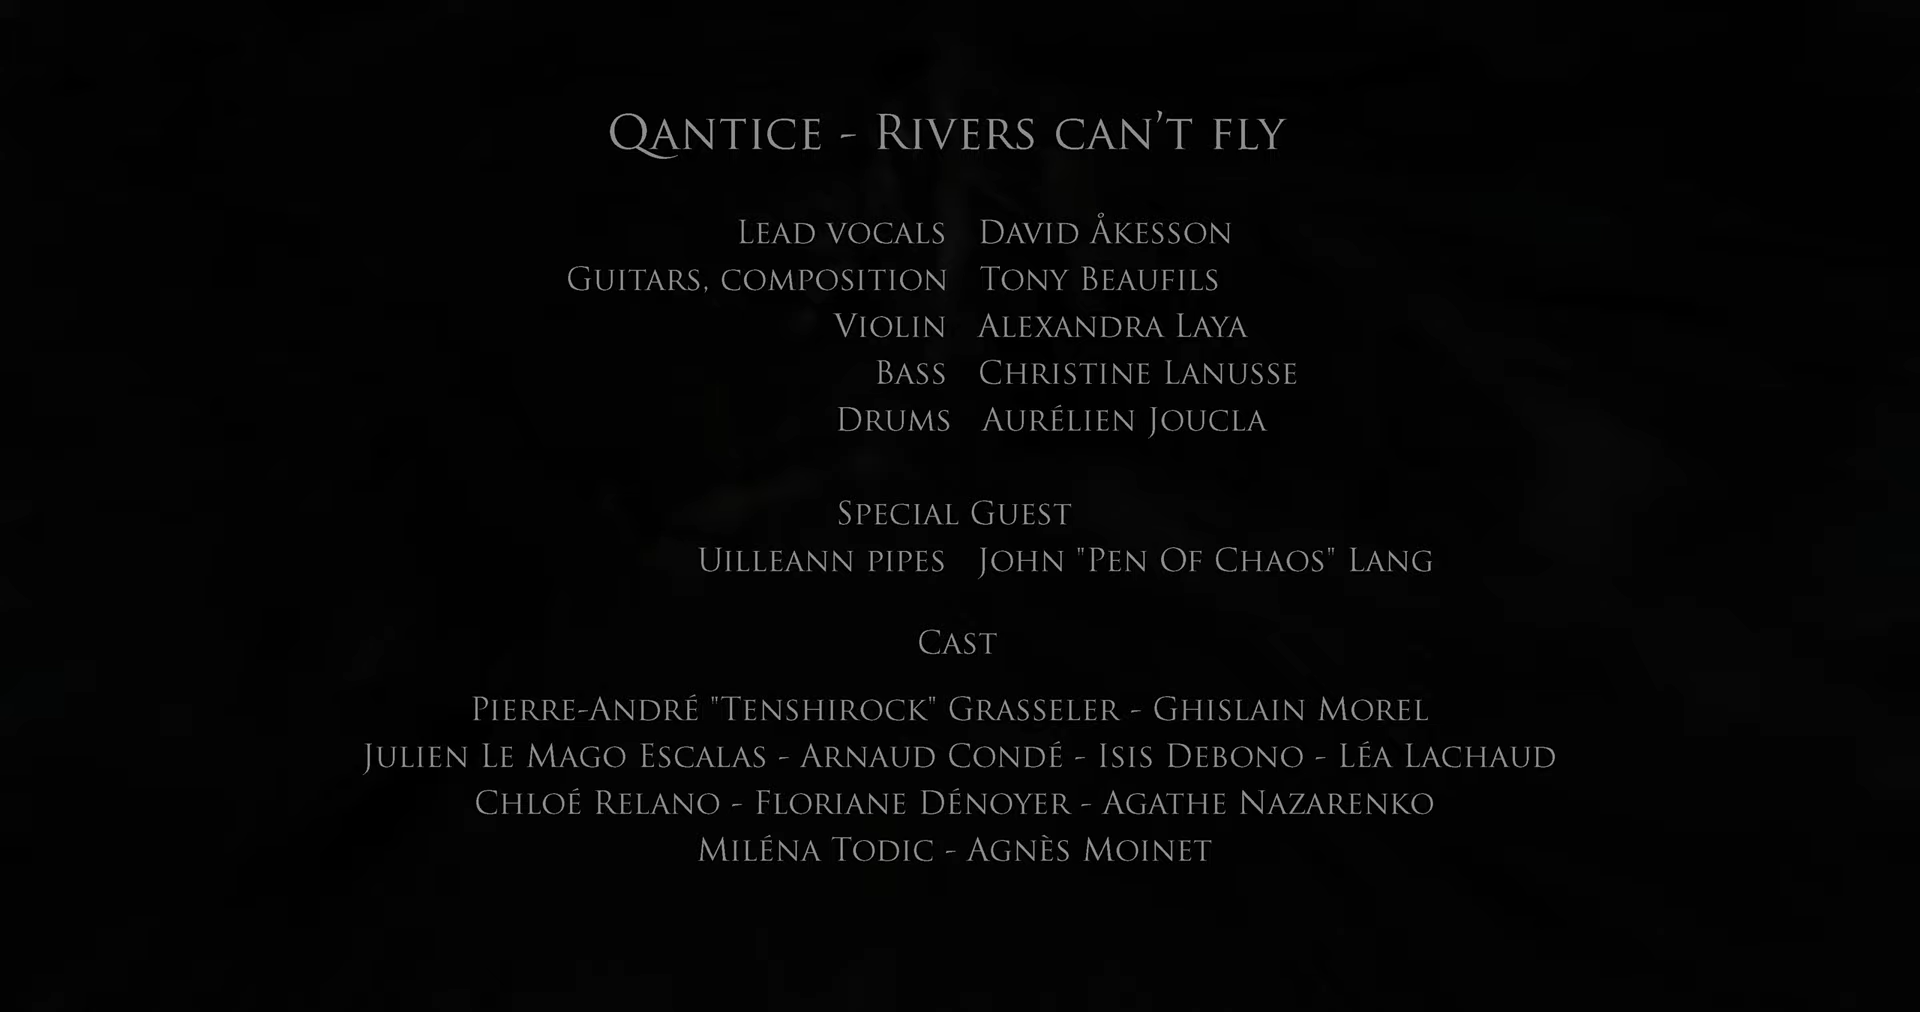 Qantice - Rivers can't fly
Lead vocals David Åkesson
Guitars, composition Tony Beaufils
Violin Alexandra Laya
Bass Christine Lanusse
Drums Aurélien Joucla
Special Guest
Uilleann pipes John "Pen Of Chaos" Lang
Cast
Pierre-André "Tenshirock" Grasseler - Ghislain Morel
Julien Le Mago Escalas - Arnaud Condé - Isis Debono - Léa Lachaud
Chloé Relano - Floriane Dénoyer - Agathe Nazarenko
Miléna Todic - Agnès Moinet